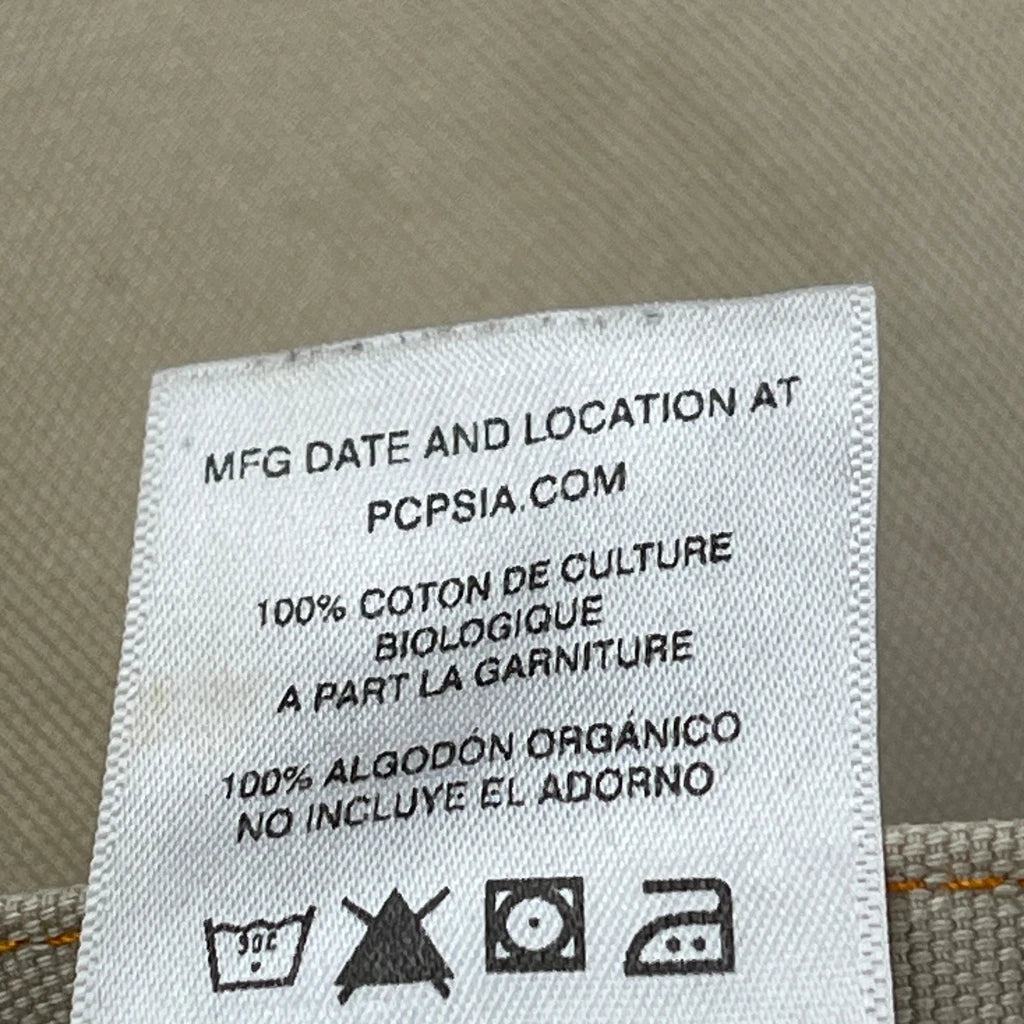 MFG DATE AND LOCATION AT
PCPSIA.COM
100% COTON DE CULTURE
BIOLOGIQUE
A PART LA GARNITURE
100% ALGODÓN ORGÁNICO
NO INCLUYE EL ADORNO
30C